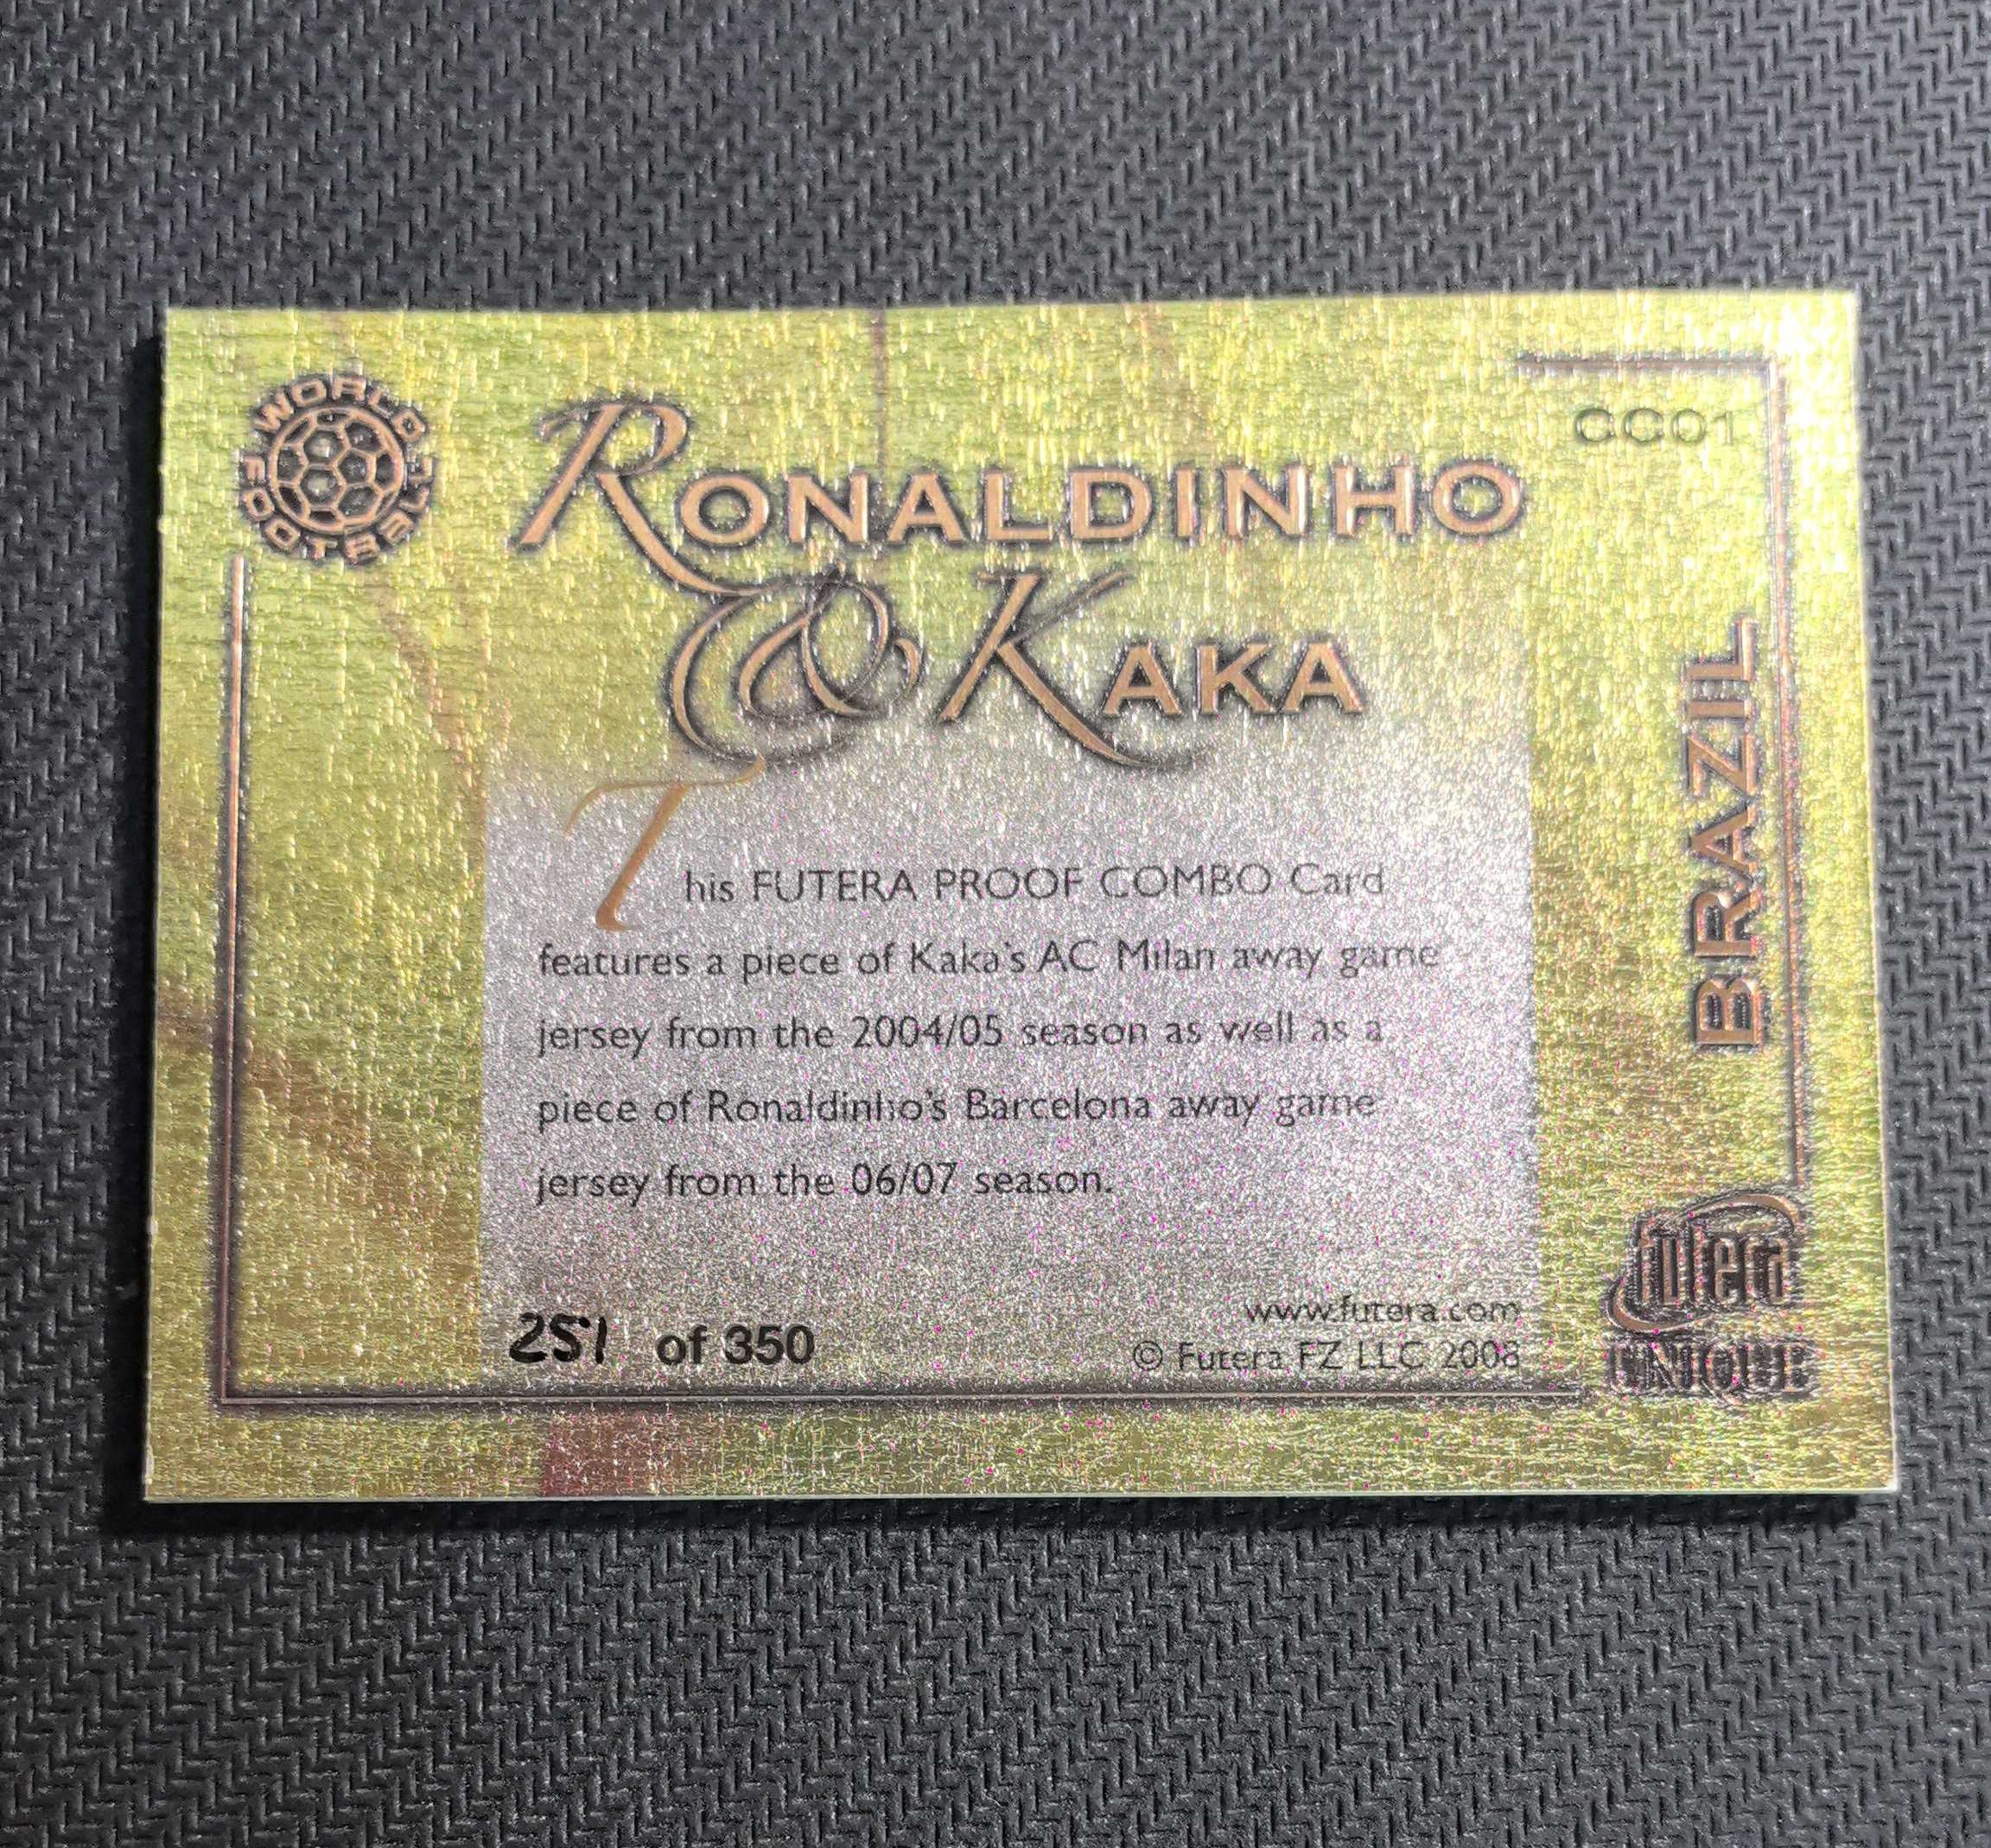 WORLD FOOTBALL
CC01
RONALDINHO
& KAKA
BRAZIL
This FUTERA PROOF COMBO Card
features a piece of Kaka's AC Milan away game
jersey from the 2004/05 season as well as a
piece of Ronaldinho's Barcelona away game
jersey from the 06/07 season.
251 of 350
www.futera.com
© Futera FZ LLC 2008
futera
UNIQUE